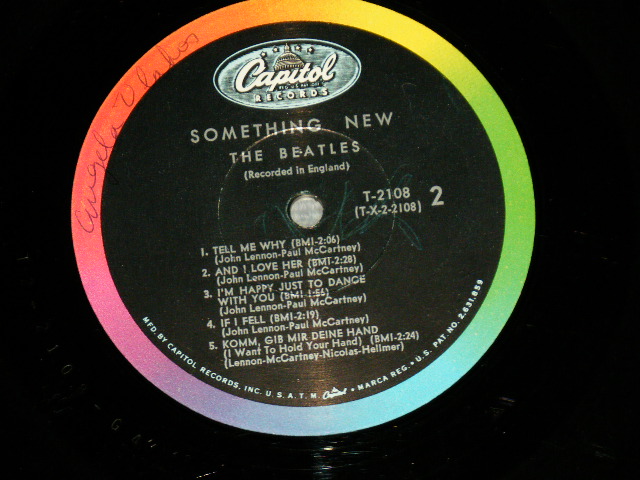 Capitol
RECORDS
SOMETHING NEW
THE BEATLES
(Recorded in England)
T-2108
(T-X-2-2108)
2
1. TELL ME WHY (BMI-2:06)
(John Lennon-Paul McCartney)
2. AND I LOVE HER (BMI-2:28)
(John Lennon-Paul McCartney)
3. I'M HAPPY JUST TO DANCE
WITH YOU (BMI-1:56)
(John Lennon-Paul McCartney)
4. IF I FELL (BMI-2:19)
(John Lennon-Paul McCartney)
5. KOMM, GIB MIR DEINE HAND
(I Want To Hold Your Hand) (BMI-2:24)
(Lennon-McCartney-Nicolas-Hellmer)
MFD. BY CAPITOL RECORDS, INC. U.S.A. T.M. Capitol • MARCA REG. • U.S. PAT. NO. 2,631,859
Angela